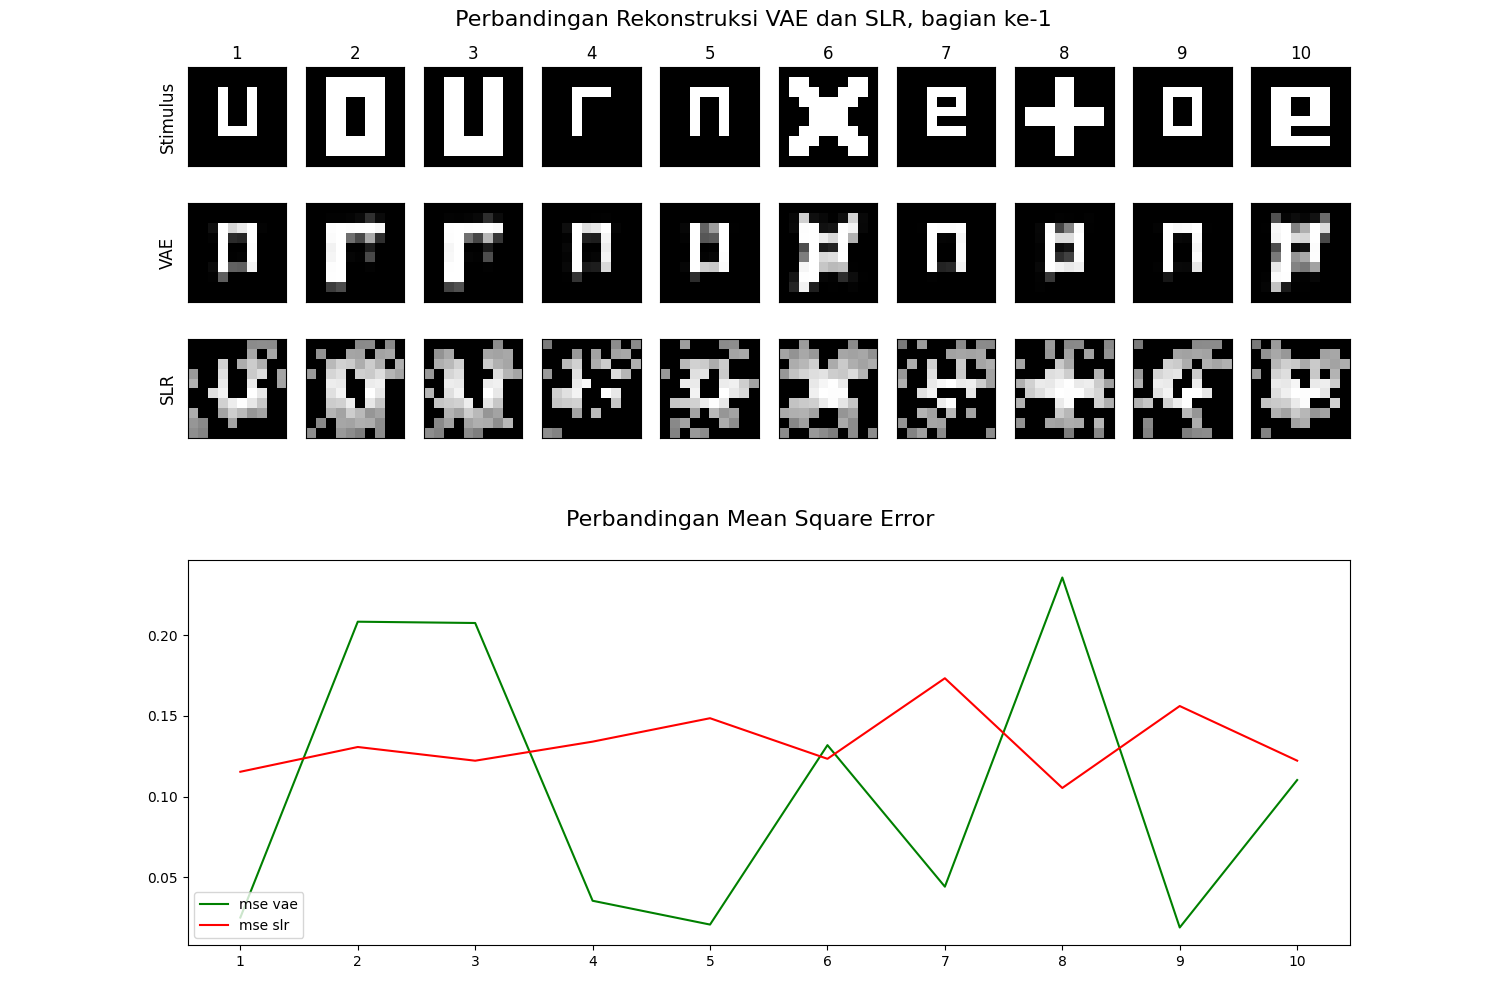 Perbandingan Rekonstruksi VAE dan SLR, bagian ke-1
1 2 3 4 5 6 7 8 9 10
Stimulus
u o u r n x e + o e
VAE
SLR
Perbandingan Mean Square Error
0.20
0.15
0.10
0.05
mse vae
mse slr
1 2 3 4 5 6 7 8 9 10